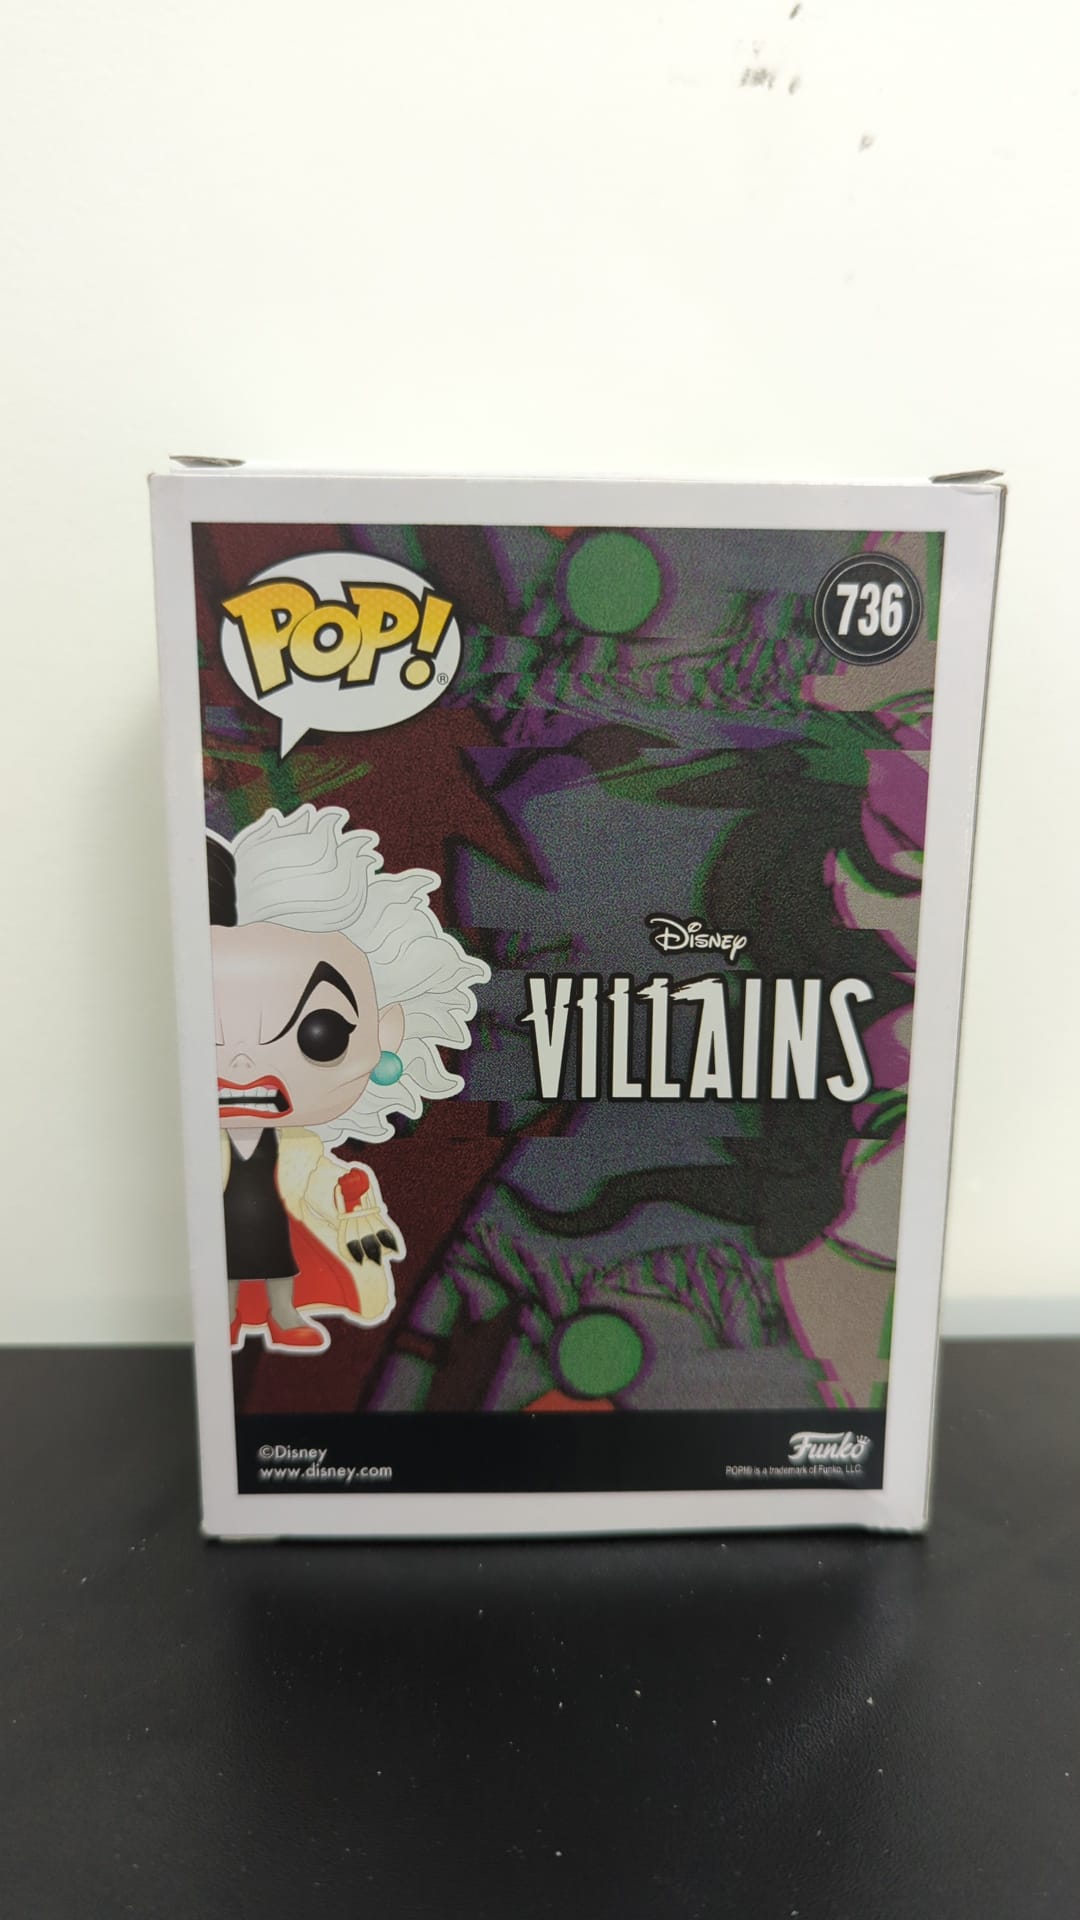 POP!®
736
Disney
VILLAINS
©Disney
www.disney.com
Funko
POP!® is a trademark of Funko, LLC